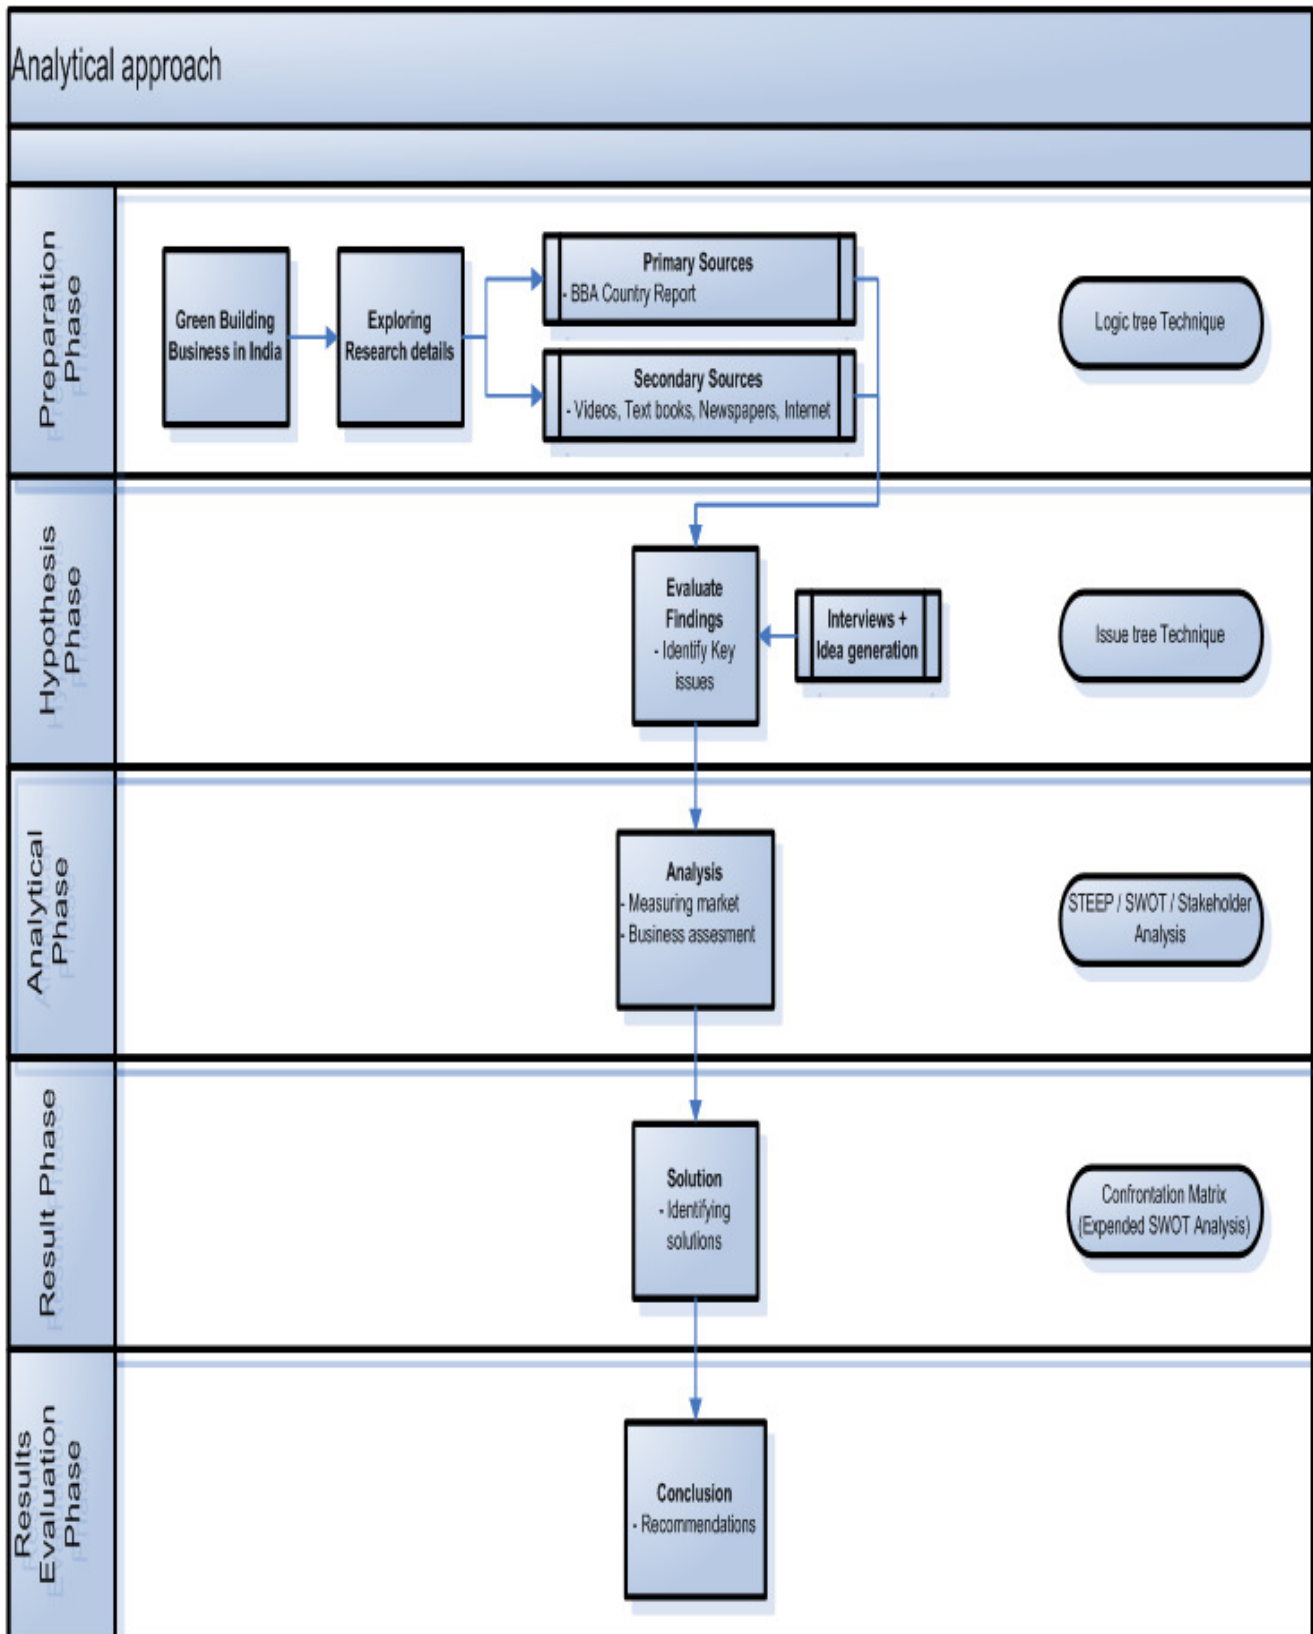 Analytical approach
Preparation
Phase
Green Building
Business in India
Exploring
Research details
Primary Sources
- BBA Country Report
Secondary Sources
- Videos, Text books, Newspapers, Internet
Logic tree Technique
Hypothesis
Phase
Evaluate
Findings
- Identify Key
issues
Interviews +
Idea generation
Issue tree Technique
Analytical
Phase
Analysis
- Measuring market
- Business assesment
STEEP / SWOT / Stakeholder
Analysis
Result Phase
Solution
- Identifying
solutions
Confrontation Matrix
(Expended SWOT Analysis)
Results
Evaluation
Phase
Conclusion
- Recommendations